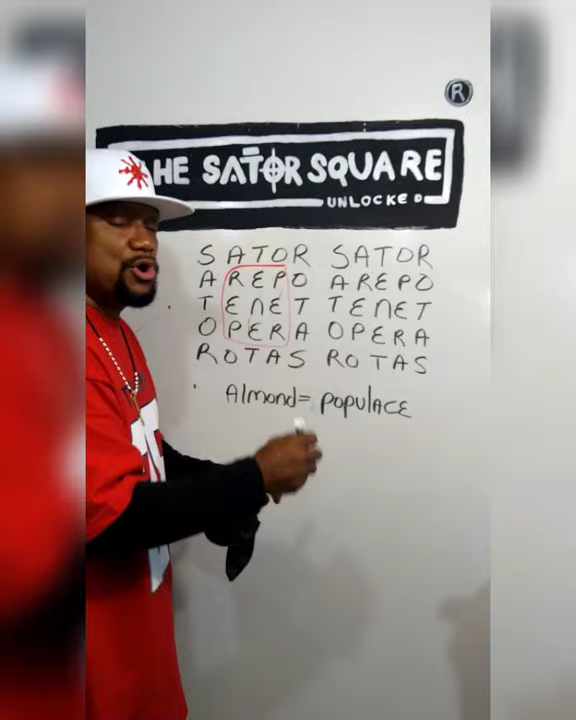 ®
THE SATOR SQUARE
UNLOCKED
SATOR SATOR
AREPO AREPO
TENET TENET
OPERA OPERA
ROTAS ROTAS
Almond= POPULACE